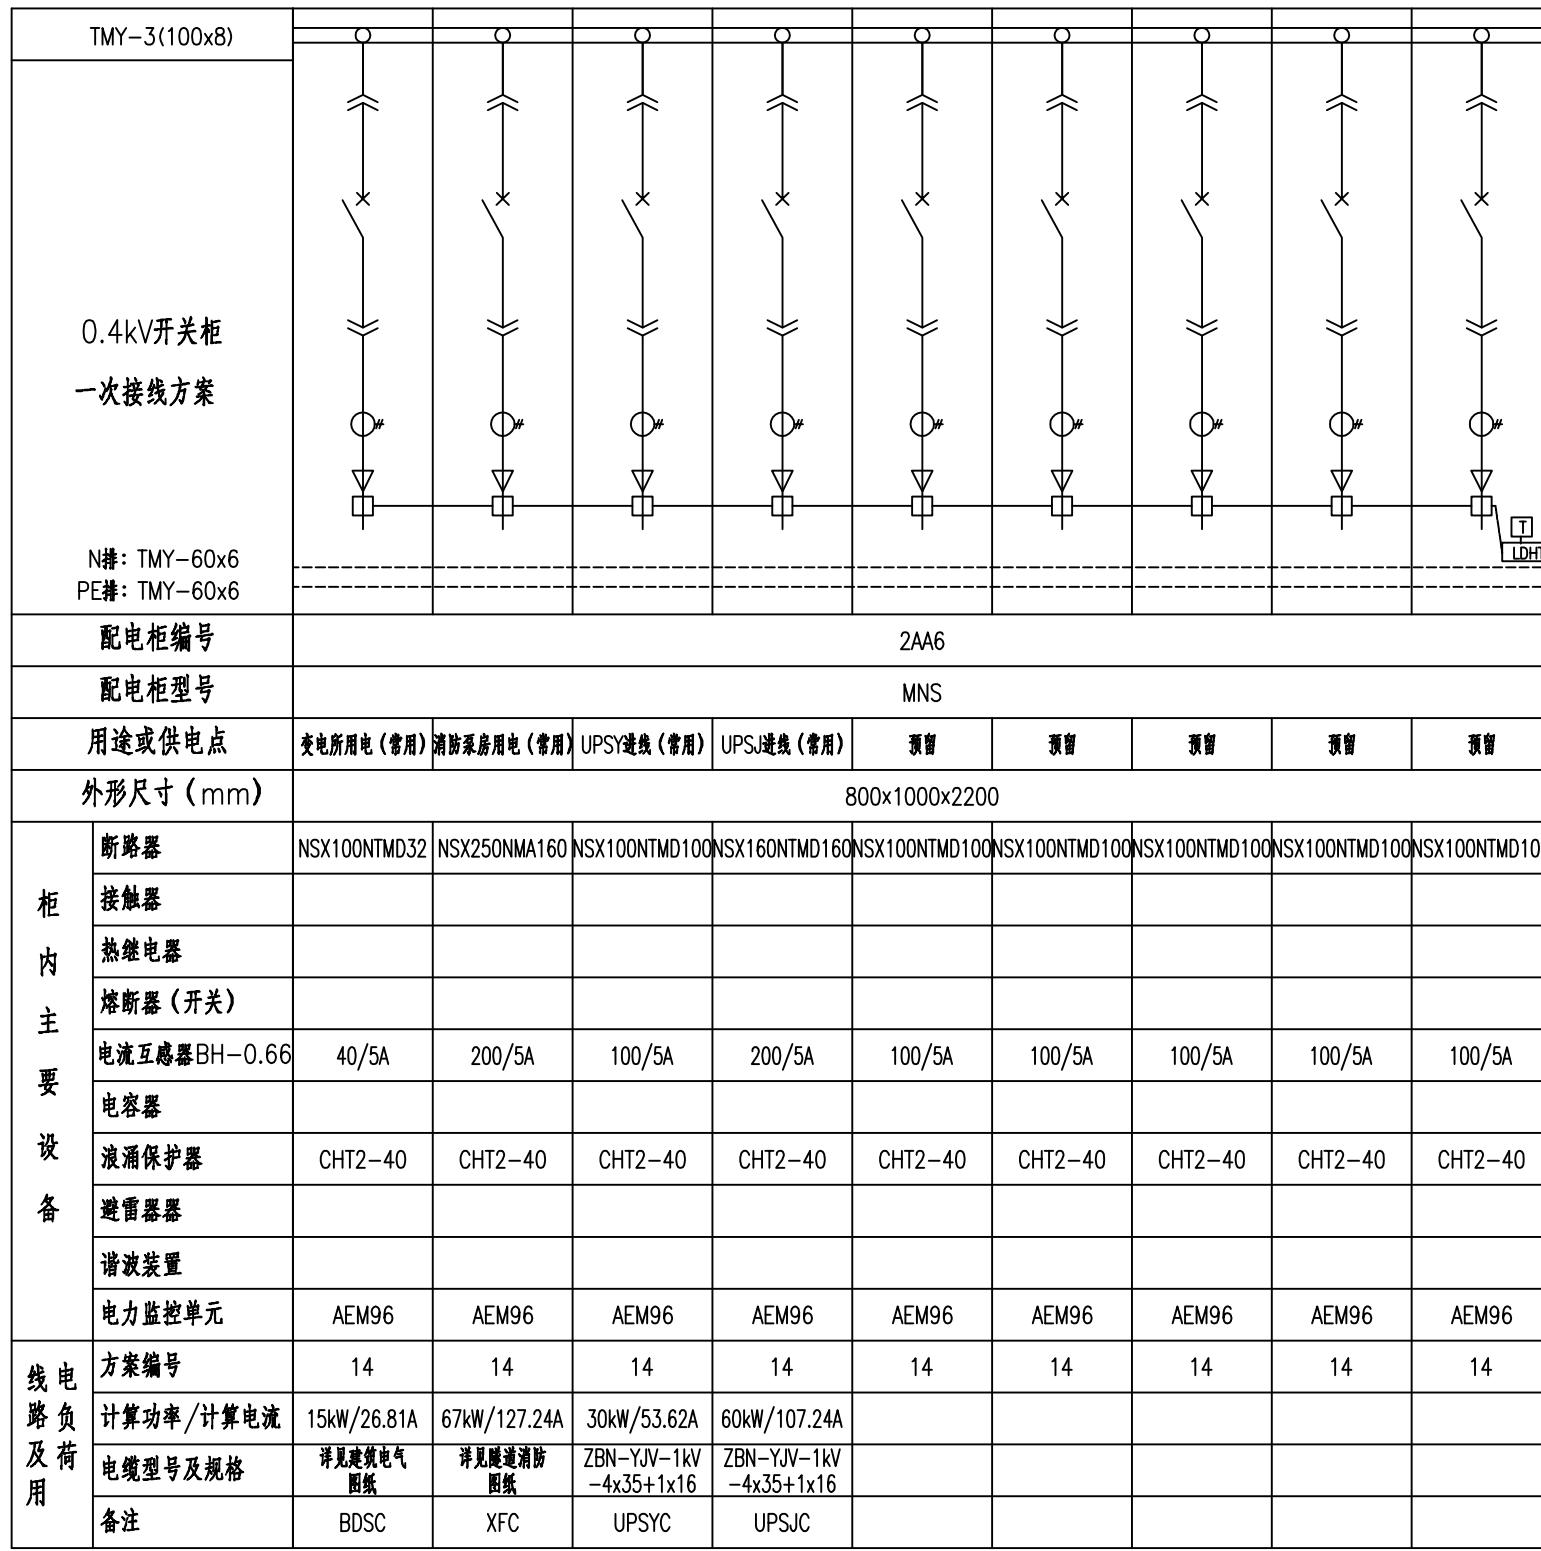 TMY-3(100x8)
0.4kV开关柜
一次接线方案
N排: TMY-60x6
PE排: TMY-60x6
T
LDHT
配电柜编号 2AA6
配电柜型号 MNS
用途或供电点 变电所用电（常用） 消防泵房用电（常用） UPSY进线（常用） UPSJ进线（常用） 预留 预留 预留 预留 预留
外形尺寸（mm） 800x1000x2200
柜内主要设备
断路器 NSX100NTMD32 NSX250NMA160 NSX100NTMD100 NSX160NTMD160 NSX100NTMD100 NSX100NTMD100 NSX100NTMD100 NSX100NTMD100 NSX100NTMD10
接触器
热继电器
熔断器（开关）
电流互感器BH-0.66 40/5A 200/5A 100/5A 200/5A 100/5A 100/5A 100/5A 100/5A 100/5A
电容器
浪涌保护器 CHT2-40 CHT2-40 CHT2-40 CHT2-40 CHT2-40 CHT2-40 CHT2-40 CHT2-40 CHT2-40
避雷器器
谐波装置
电力监控单元 AEM96 AEM96 AEM96 AEM96 AEM96 AEM96 AEM96 AEM96 AEM96
线路及用
电负荷
方案编号 14 14 14 14 14 14 14 14 14
计算功率/计算电流 15kW/26.81A 67kW/127.24A 30kW/53.62A 60kW/107.24A
电缆型号及规格 详见建筑电气 详见隧道消防 ZBN-YJV-1kV ZBN-YJV-1kV
图纸 图纸 -4x35+1x16 -4x35+1x16
备注 BDSC XFC UPSYC UPSJC